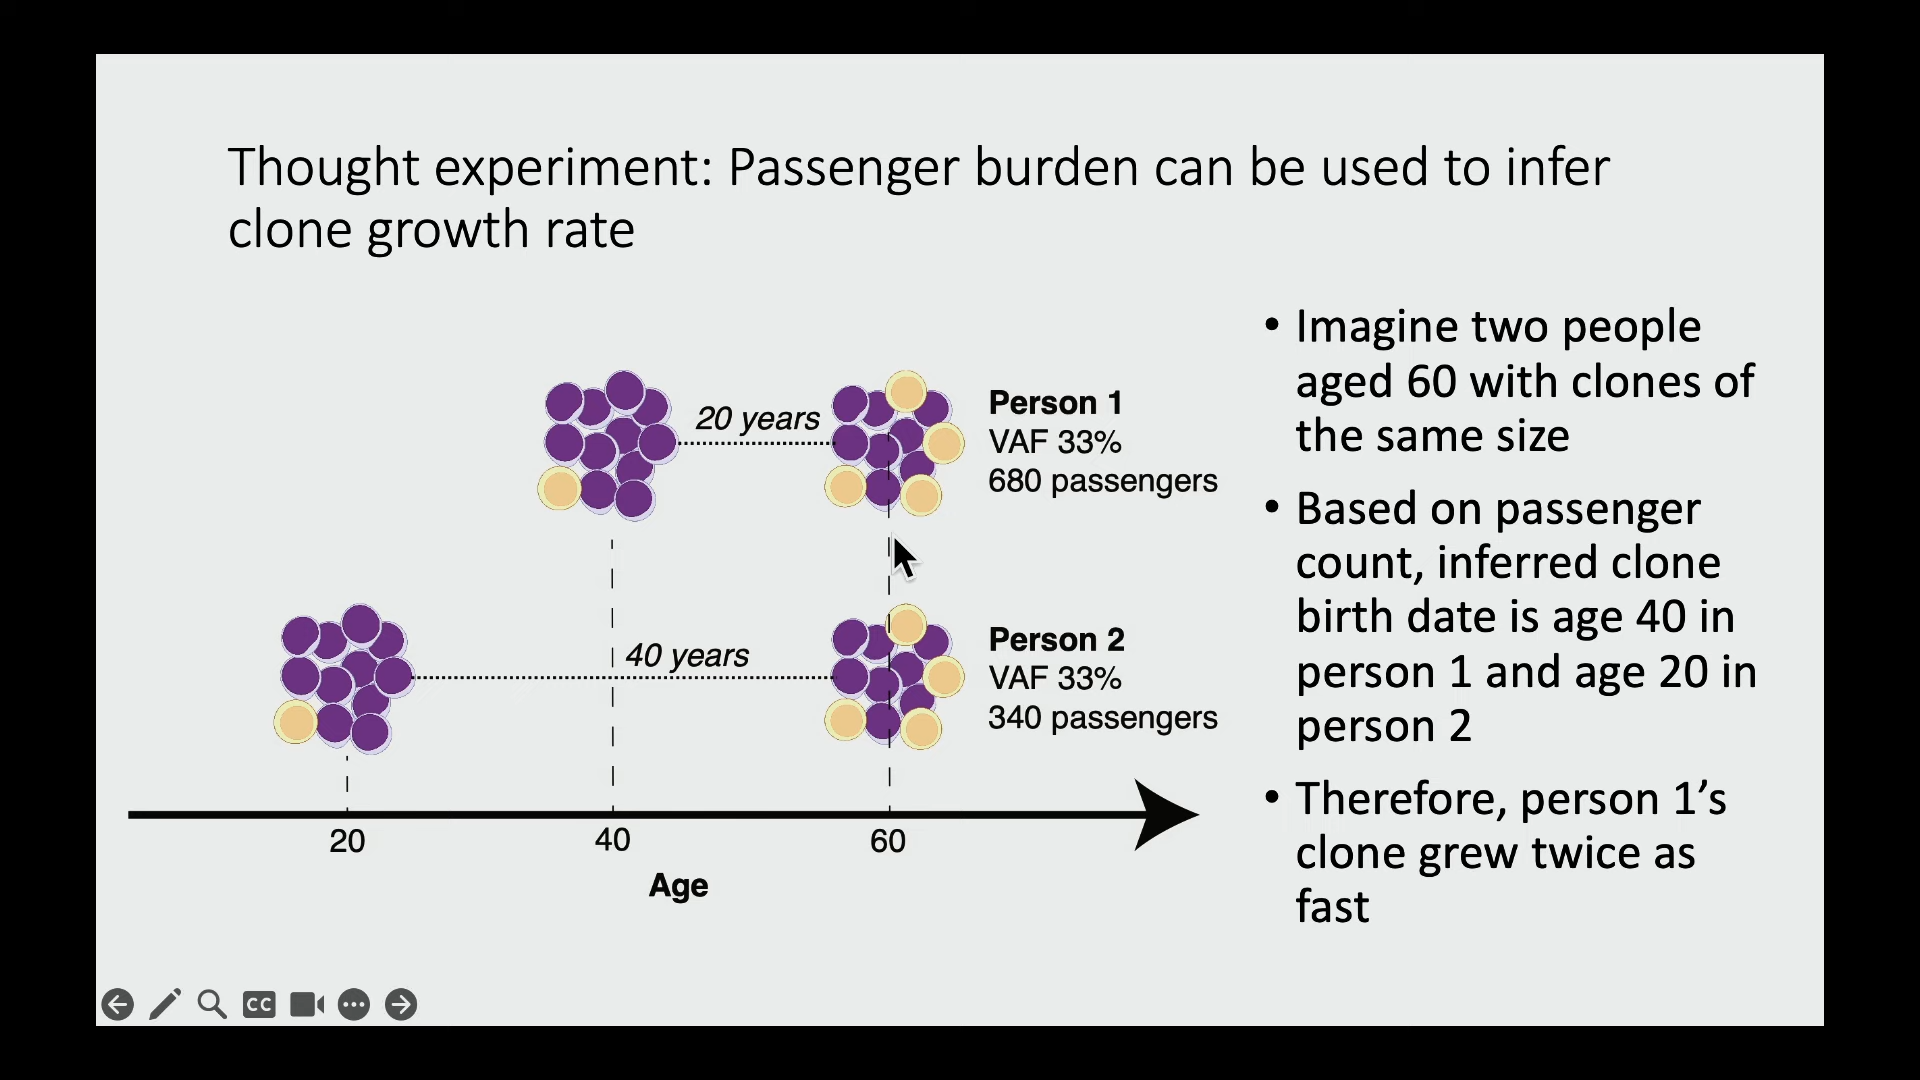 Thought experiment: Passenger burden can be used to infer
clone growth rate
20 years
Person 1
VAF 33%
680 passengers
40 years
Person 2
VAF 33%
340 passengers
20
40
60
Age
• Imagine two people
aged 60 with clones of
the same size
• Based on passenger
count, inferred clone
birth date is age 40 in
person 1 and age 20 in
person 2
• Therefore, person 1’s
clone grew twice as
fast
CC